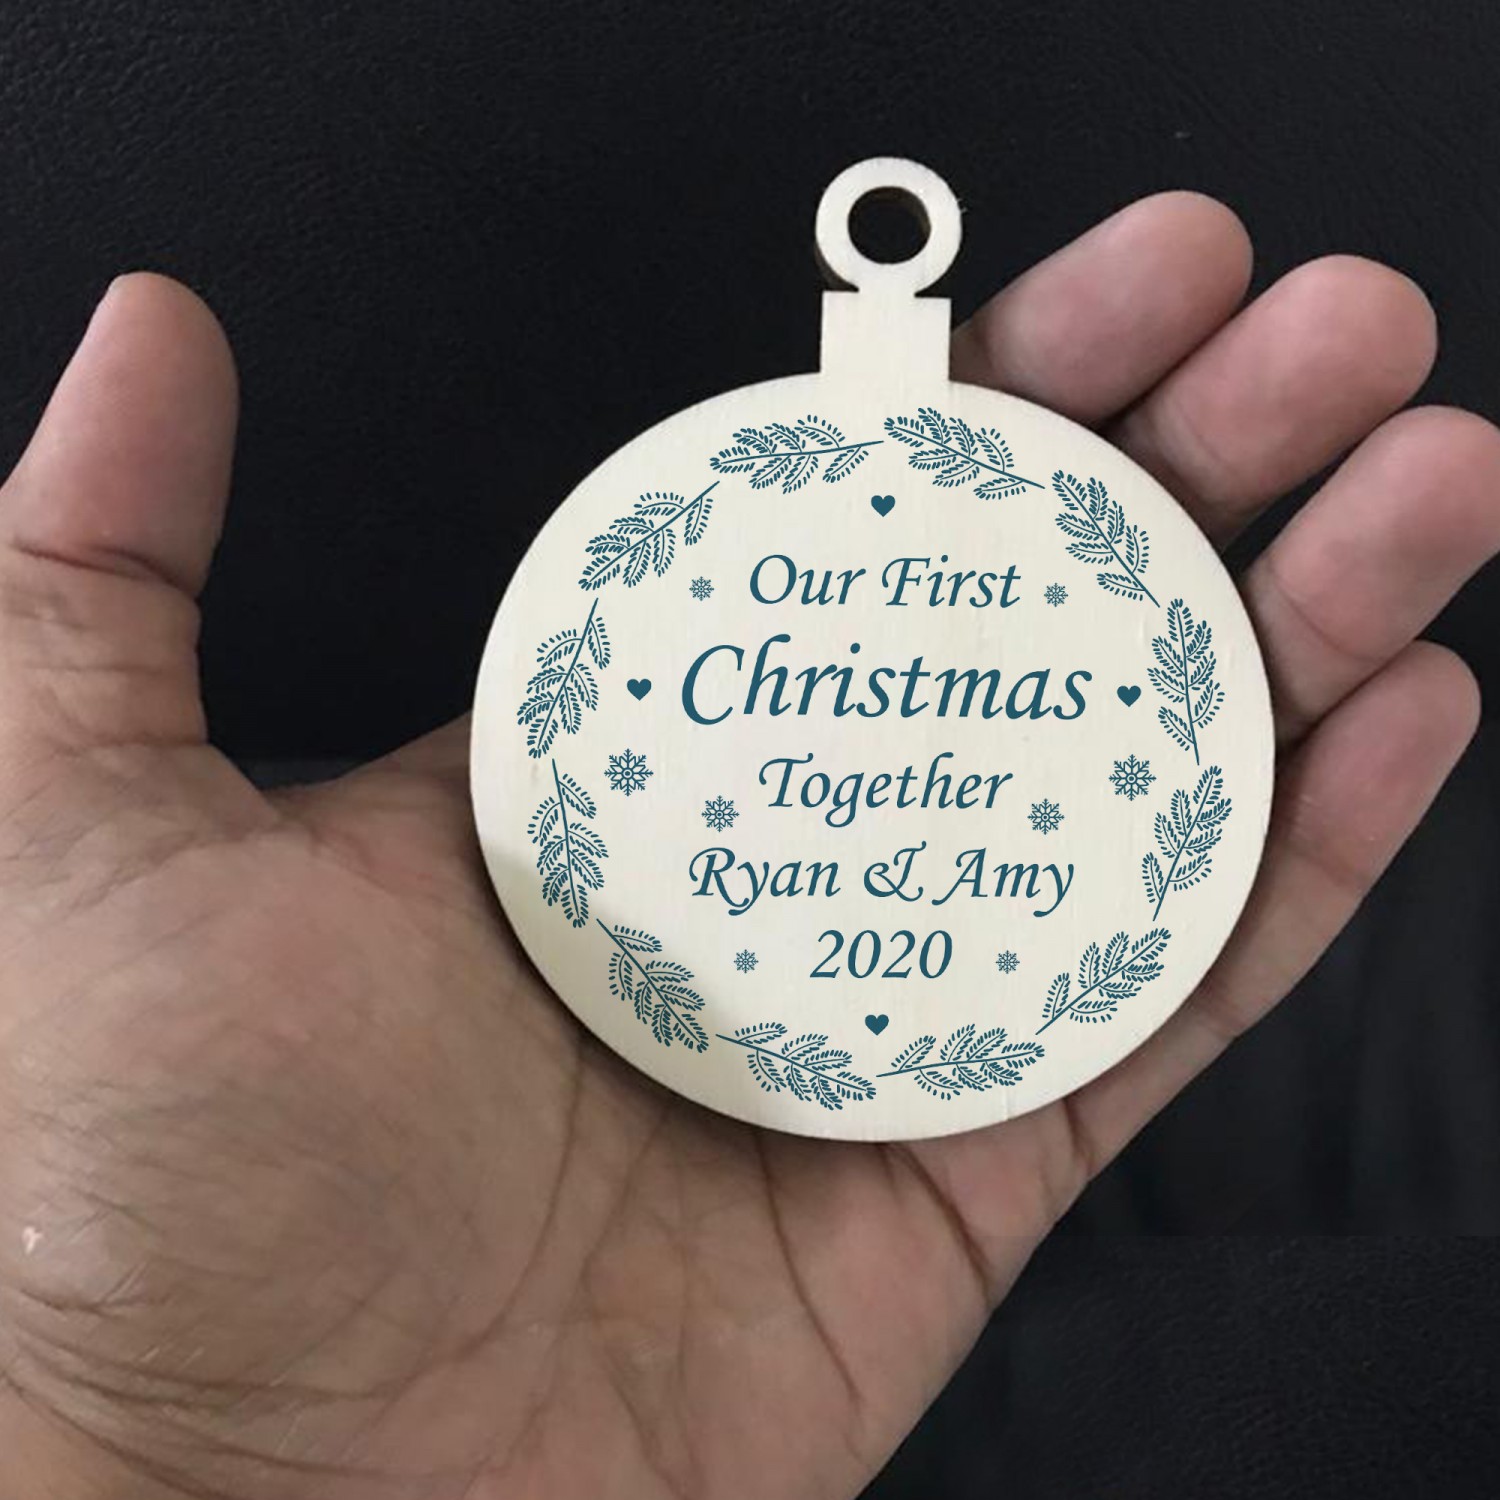 Our First
Christmas
Together
Ryan & Amy
2020